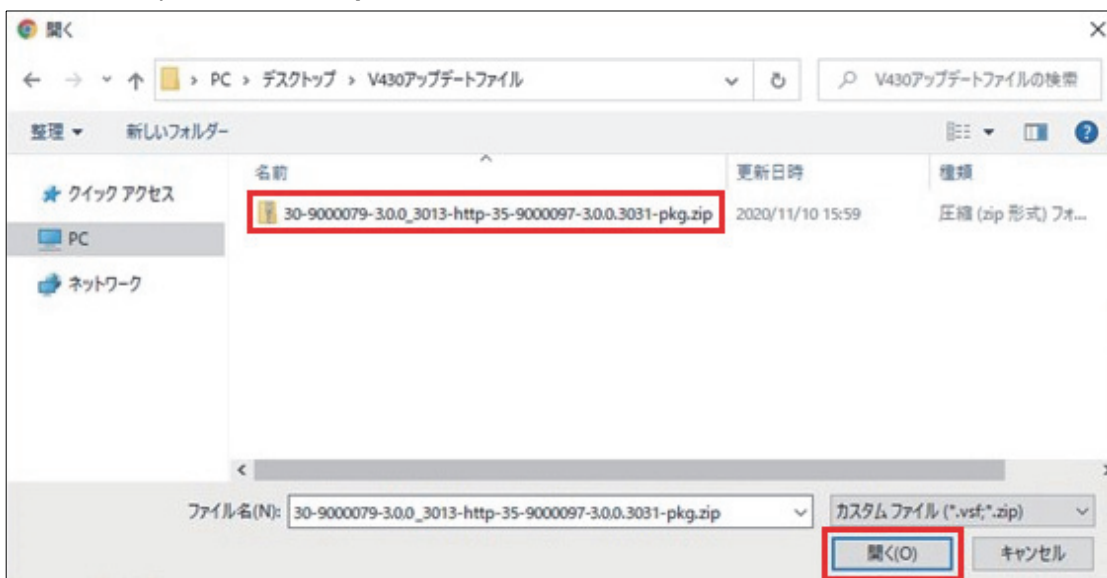 開く
PC › デスクトップ › V430アップデートファイル
V430アップデートファイルの検索
整理 新しいフォルダー
名前 更新日時 種類
クイック アクセス
30-9000079-3.0.0_3013-http-35-9000097-3.0.0.3031-pkg.zip 2020/11/10 15:59 圧縮 (zip 形式) フォ...
PC
ネットワーク
ファイル名(N): 30-9000079-3.0.0_3013-http-35-9000097-3.0.0.3031-pkg.zip カスタム ファイル (*.vsf;*.zip)
開く(O) キャンセル